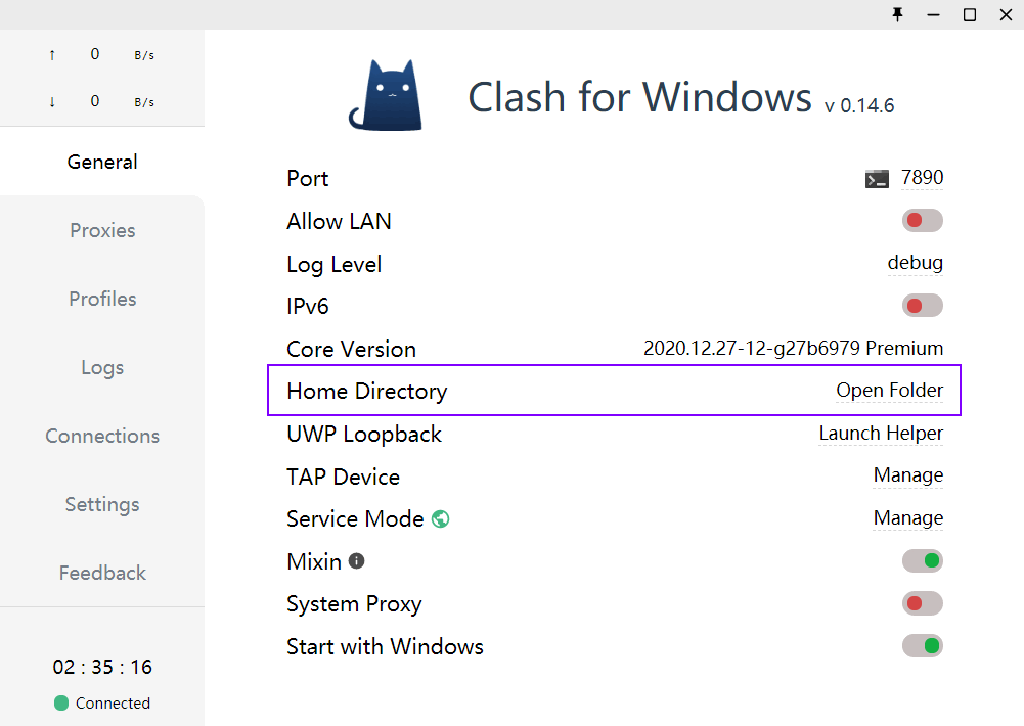 ↑ 0 B/s
↓ 0 B/s
General
Proxies
Profiles
Logs
Connections
Settings
Feedback
02 : 35 : 16
Connected
Clash for Windows v 0.14.6
Port 7890
Allow LAN
Log Level debug
IPv6
Core Version 2020.12.27-12-g27b6979 Premium
Home Directory Open Folder
UWP Loopback Launch Helper
TAP Device Manage
Service Mode Manage
Mixin
System Proxy
Start with Windows